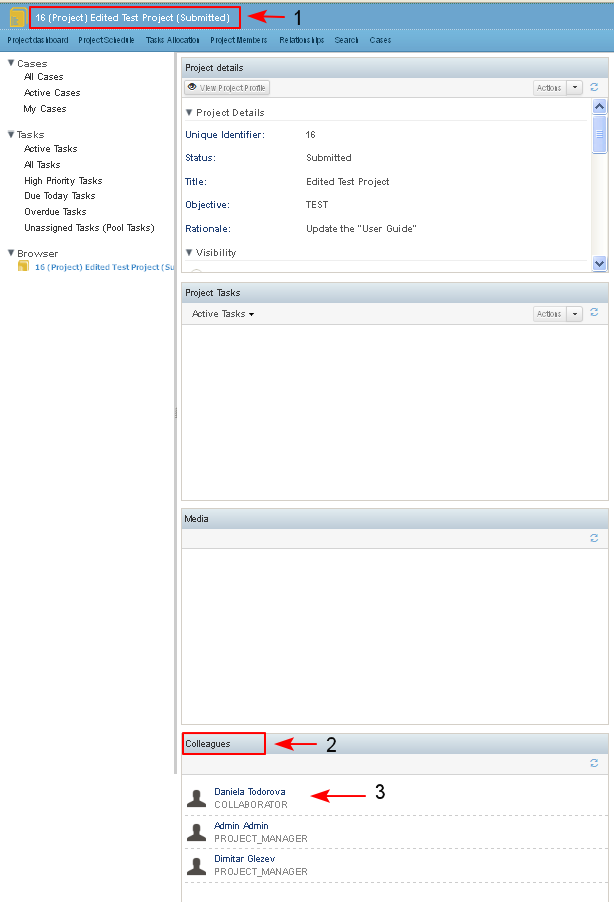 16 (Project) Edited Test Project (Submitted) 1
Project dashboard Project Schedule Tasks Allocation Project Members Relationships Search Cases
Cases
All Cases
Active Cases
My Cases
Tasks
Active Tasks
All Tasks
High Priority Tasks
Due Today Tasks
Overdue Tasks
Unassigned Tasks (Pool Tasks)
Browser
16 (Project) Edited Test Project (Su
Project details
View Project Profile Actions
Project Details
Unique Identifier: 16
Status: Submitted
Title: Edited Test Project
Objective: TEST
Rationale: Update the "User Guide"
Visibility
Project Tasks
Active Tasks Actions
Media
Colleagues 2
Daniela Todorova 3
COLLABORATOR
Admin Admin
PROJECT_MANAGER
Dimitar Glezev
PROJECT_MANAGER